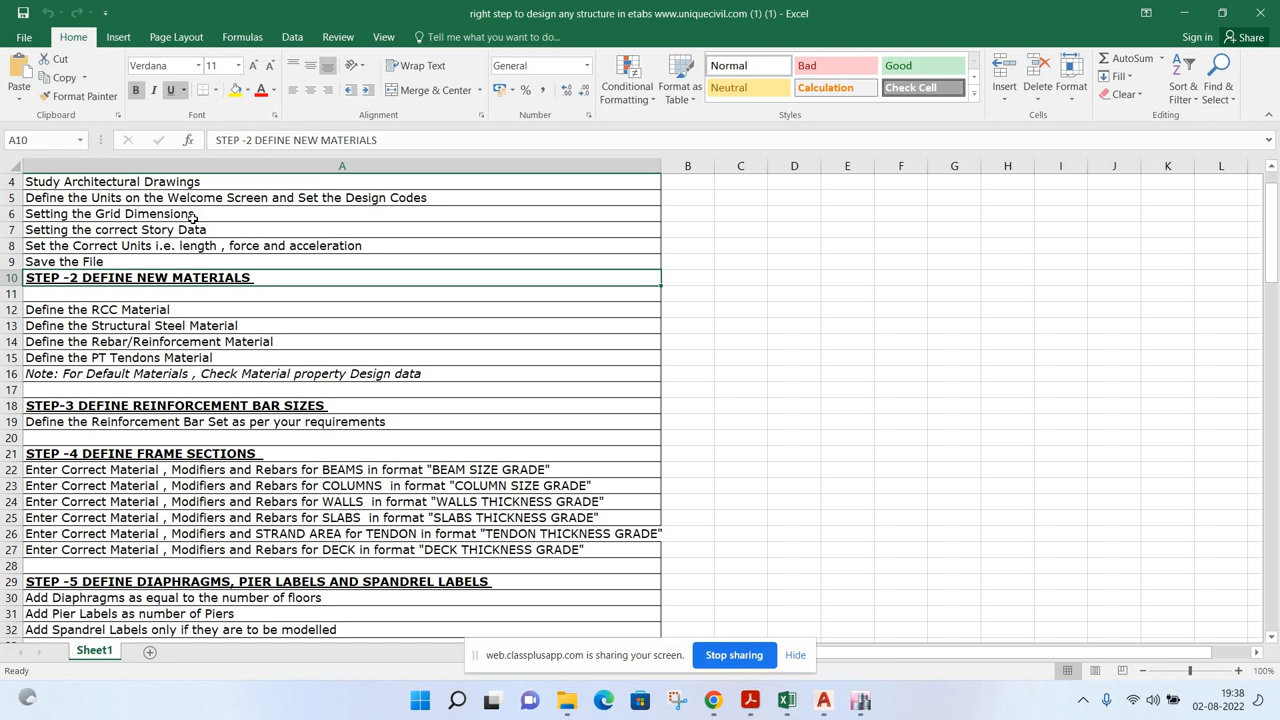 right step to design any structure in etabs www.uniquecivil.com (1) (1) - Excel
File Home Insert Page Layout Formulas Data Review View Tell me what you want to do... Sign in Share
Paste Cut Copy Format Painter
Clipboard
Verdana 11
B I U A
Font
Wrap Text
Merge & Center
Alignment
General
%
Number
Conditional Formatting Format as Table
Normal Bad Good
Neutral Calculation Check Cell
Styles
Insert Delete Format
Cells
AutoSum
Fill
Clear
Sort & Filter Find & Select
Editing
A10 fx STEP -2 DEFINE NEW MATERIALS
A B C D E F G H I J K L
4 Study Architectural Drawings
5 Define the Units on the Welcome Screen and Set the Design Codes
6 Setting the Grid Dimensions
7 Setting the correct Story Data
8 Set the Correct Units i.e. length , force and acceleration
9 Save the File
10 STEP -2 DEFINE NEW MATERIALS
11
12 Define the RCC Material
13 Define the Structural Steel Material
14 Define the Rebar/Reinforcement Material
15 Define the PT Tendons Material
16 Note: For Default Materials , Check Material property Design data
17
18 STEP-3 DEFINE REINFORCEMENT BAR SIZES
19 Define the Reinforcement Bar Set as per your requirements
20
21 STEP -4 DEFINE FRAME SECTIONS
22 Enter Correct Material , Modifiers and Rebars for BEAMS in format "BEAM SIZE GRADE"
23 Enter Correct Material , Modifiers and Rebars for COLUMNS in format "COLUMN SIZE GRADE"
24 Enter Correct Material , Modifiers and Rebars for WALLS in format "WALLS THICKNESS GRADE"
25 Enter Correct Material , Modifiers and Rebars for SLABS in format "SLABS THICKNESS GRADE"
26 Enter Correct Material , Modifiers and STRAND AREA for TENDON in format "TENDON THICKNESS GRADE"
27 Enter Correct Material , Modifiers and Rebars for DECK in format "DECK THICKNESS GRADE"
28
29 STEP -5 DEFINE DIAPHRAGMS, PIER LABELS AND SPANDREL LABELS
30 Add Diaphragms as equal to the number of floors
31 Add Pier Labels as number of Piers
32 Add Spandrel Labels only if they are to be modelled
Sheet1
web.classplusapp.com is sharing your screen. Stop sharing Hide
Ready 100%
19:38
02-08-2022